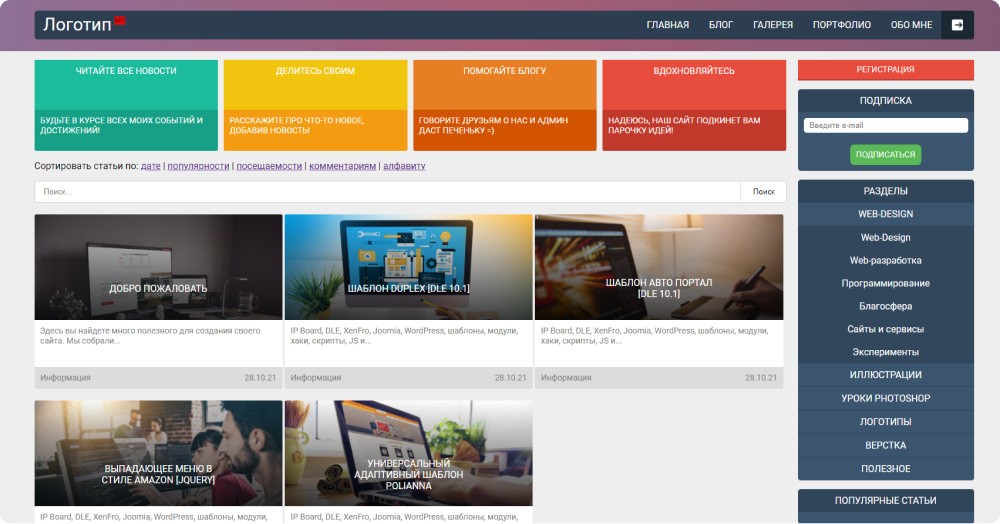 Логотип
ГЛАВНАЯ БЛОГ ГАЛЕРЕЯ ПОРТФОЛИО ОБО МНЕ
ЧИТАЙТЕ ВСЕ НОВОСТИ
БУДЬТЕ В КУРСЕ ВСЕХ МОИХ СОБЫТИЙ И
ДОСТИЖЕНИЙ!
ДЕЛИТЕСЬ СВОИМ
РАССКАЖИТЕ ПРО ЧТО-ТО НОВОЕ,
ДОБАВИВ НОВОСТЬ!
ПОМОГАЙТЕ БЛОГУ
ГОВОРИТЕ ДРУЗЬЯМ О НАС И АДМИН
ДАСТ ПЕЧЕНЬКУ =)
ВДОХНОВЛЯЙТЕСЬ
НАДЕЮСЬ, НАШ САЙТ ПОДКИНЕТ ВАМ
ПАРОЧКУ ИДЕЙ!
Сортировать статьи по: дате | популярности | посещаемости | комментариям | алфавиту
Поиск... Поиск
ДОБРО ПОЖАЛОВАТЬ
Здесь вы найдете много полезного для создания своего
сайта. Мы собрали...
Информация 28.10.21
ШАБЛОН DUPLEX [DLE 10.1]
IP Board, DLE, XenFro, Joomia, WordPress, шаблоны, модули,
хаки, скрипты, JS и...
Информация 28.10.21
ШАБЛОН АВТО ПОРТАЛ
[DLE 10.1]
IP Board, DLE, XenFro, Joomia, WordPress, шаблоны, модули,
хаки, скрипты, JS и...
Информация 28.10.21
ВЫПАДАЮЩЕЕ МЕНЮ В
СТИЛЕ AMAZON [JQUERY]
IP Board, DLE, XenFro, Joomia, WordPress, шаблоны, модули,
УНИВЕРСАЛЬНЫЙ
АДАПТИВНЫЙ ШАБЛОН
POLIANNA
IP Board, DLE, XenFro, Joomia, WordPress, шаблоны, модули,
РЕГИСТРАЦИЯ
ПОДПИСКА
Введите e-mail
ПОДПИСАТЬСЯ
РАЗДЕЛЫ
WEB-DESIGN
Web-Design
Web-разработка
Программирование
Благосфера
Сайты и сервисы
Эксперименты
ИЛЛЮСТРАЦИИ
УРОКИ PHOTOSHOP
ЛОГОТИПЫ
ВЕРСТКА
ПОЛЕЗНОЕ
ПОПУЛЯРНЫЕ СТАТЬИ